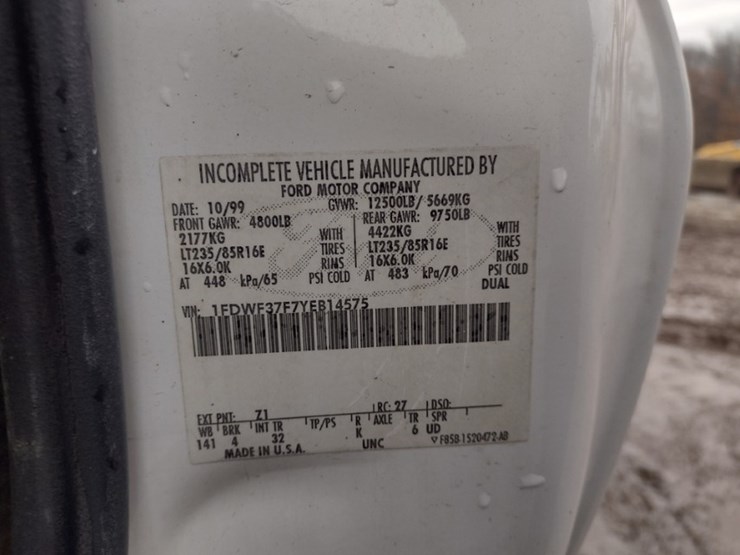 INCOMPLETE VEHICLE MANUFACTURED BY
FORD MOTOR COMPANY
DATE: 10/99 GVWR: 12500LB/ 5669KG
FRONT GAWR: 4800LB REAR GAWR: 9750LB
2177KG WITH 4422KG WITH
LT235/85R16E TIRES LT235/85R16E TIRES
16X6.0K RIMS 16X6.0K RIMS
AT 448 kPa/65 PSI COLD AT 483 kPa/70 PSI COLD
DUAL
VIN: 1FDWF37F7YEB14575
EXT PNT: Z1 RC: 27 DSO:
WB BRK INT TR TP/PS R AXLE TR SPR
141 4 32 K 6 UD
MADE IN U.S.A. UNC F85B 1520472 AB